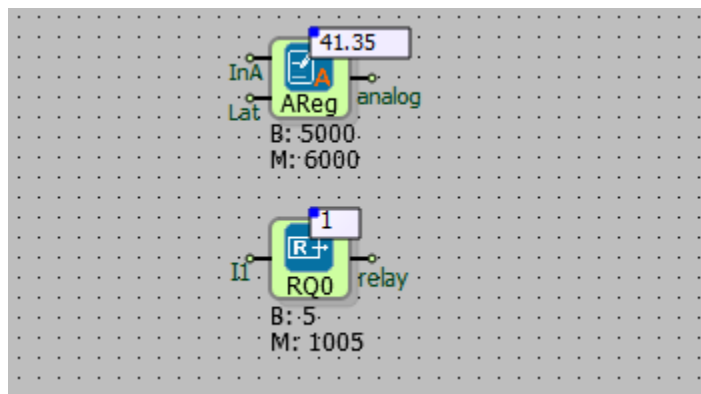 41.35
InA
A
analog
Lat
AReg
B: 5000
M: 6000
1
R
I1
relay
RQ0
B: 5
M: 1005